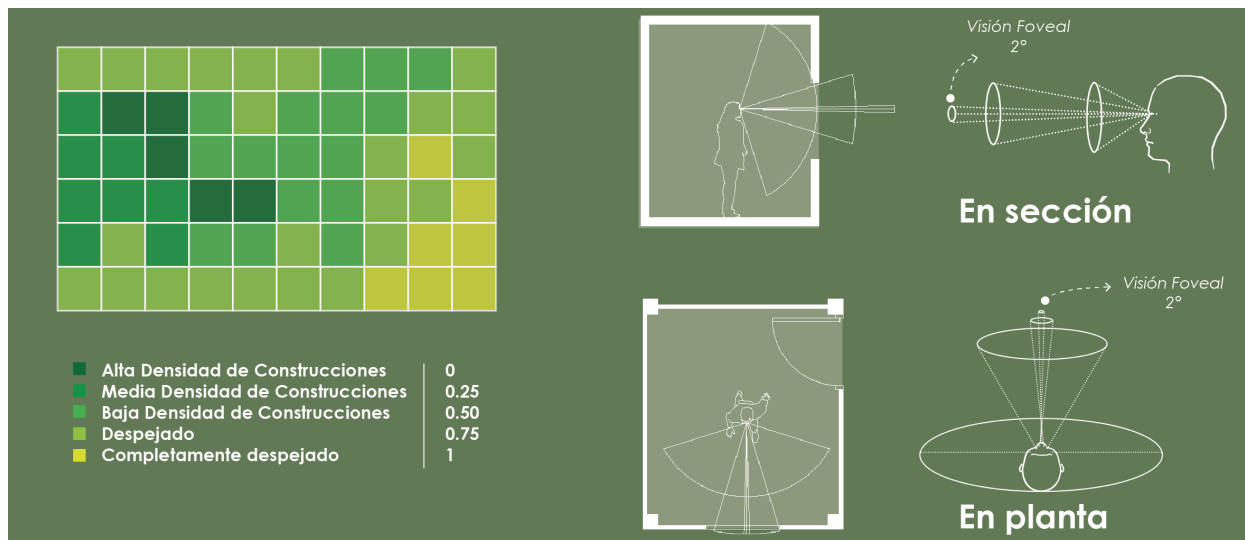 Alta Densidad de Construcciones 0
Media Densidad de Construcciones 0.25
Baja Densidad de Construcciones 0.50
Despejado 0.75
Completamente despejado 1
Visión Foveal
2°
En sección
Visión Foveal
2°
En planta